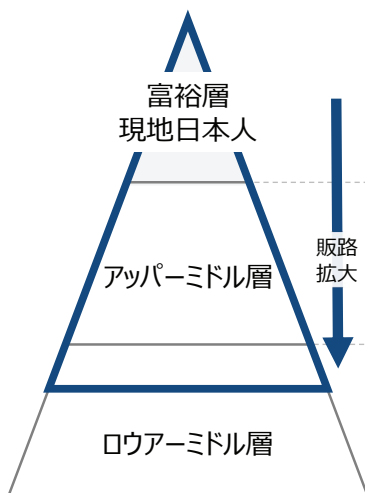 富裕層
現地日本人
販路
拡大
アッパーミドル層
ロウアーミドル層